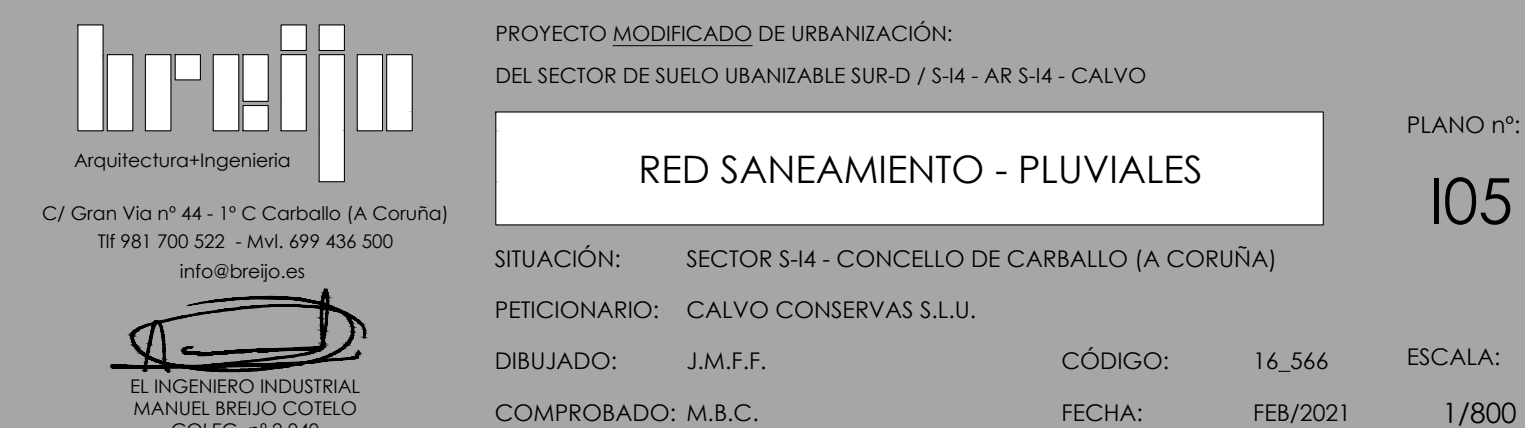 breijo
Arquitectura+Ingenieria
C/ Gran Via nº 44 - 1º C Carballo (A Coruña)
Tlf 981 700 522 - Mvl. 699 436 500
info@breijo.es
EL INGENIERO INDUSTRIAL
MANUEL BREIJO COTELO
PROYECTO MODIFICADO DE URBANIZACIÓN:
DEL SECTOR DE SUELO UBANIZABLE SUR-D / S-I4 - AR S-I4 - CALVO
RED SANEAMIENTO - PLUVIALES
SITUACIÓN: SECTOR S-I4 - CONCELLO DE CARBALLO (A CORUÑA)
PETICIONARIO: CALVO CONSERVAS S.L.U.
DIBUJADO: J.M.F.F. CÓDIGO: 16_566
COMPROBADO: M.B.C. FECHA: FEB/2021
PLANO nº:
I05
ESCALA:
1/800